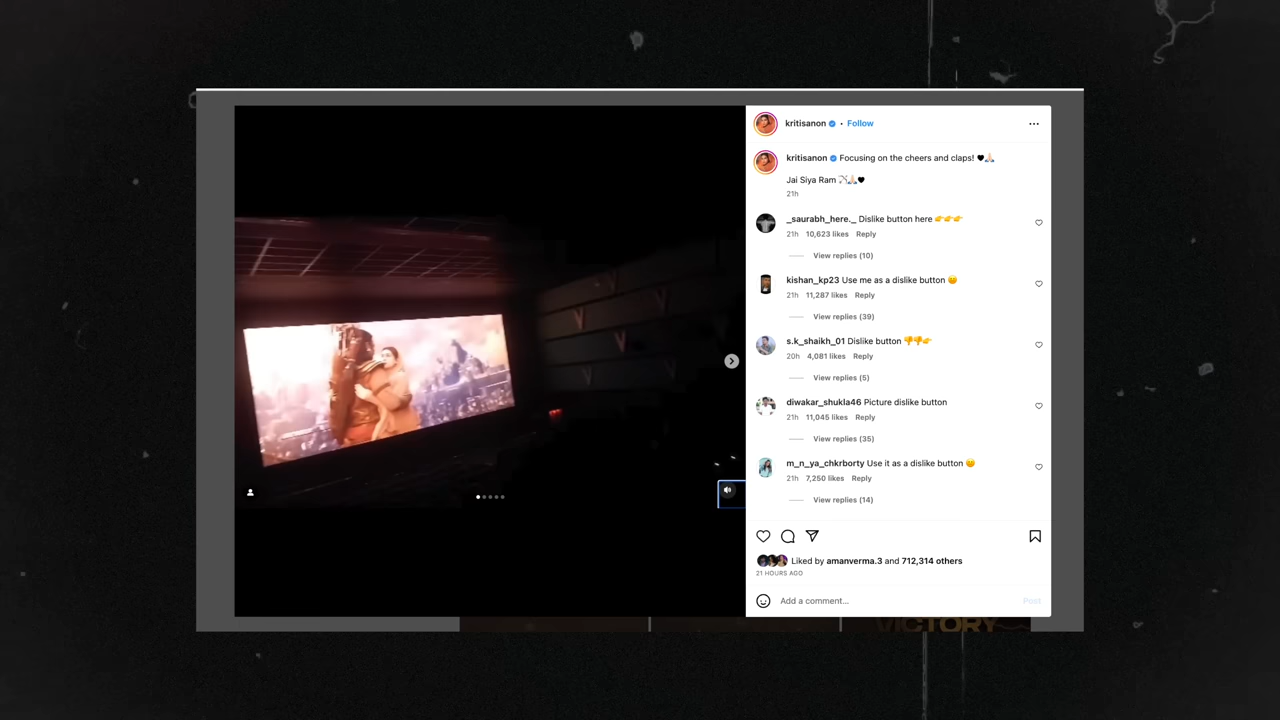 kritisanon • Follow
kritisanon Focusing on the cheers and claps! 🖤🙏🏻
Jai Siya Ram 🏹🙏🏻🖤
21h
_saurabh_here._ Dislike button here 👉👉👉
21h 10,623 likes Reply
View replies (10)
kishan_kp23 Use me as a dislike button 😊
21h 11,287 likes Reply
View replies (39)
s.k_shaikh_01 Dislike button 👎👎👉
20h 4,081 likes Reply
View replies (5)
diwakar_shukla46 Picture dislike button
21h 11,045 likes Reply
View replies (35)
m_n_ya_chkrborty Use it as a dislike button 😊
21h 7,250 likes Reply
View replies (14)
Liked by amanverma.3 and 712,314 others
21 HOURS AGO
Add a comment...
Post
VICTORY